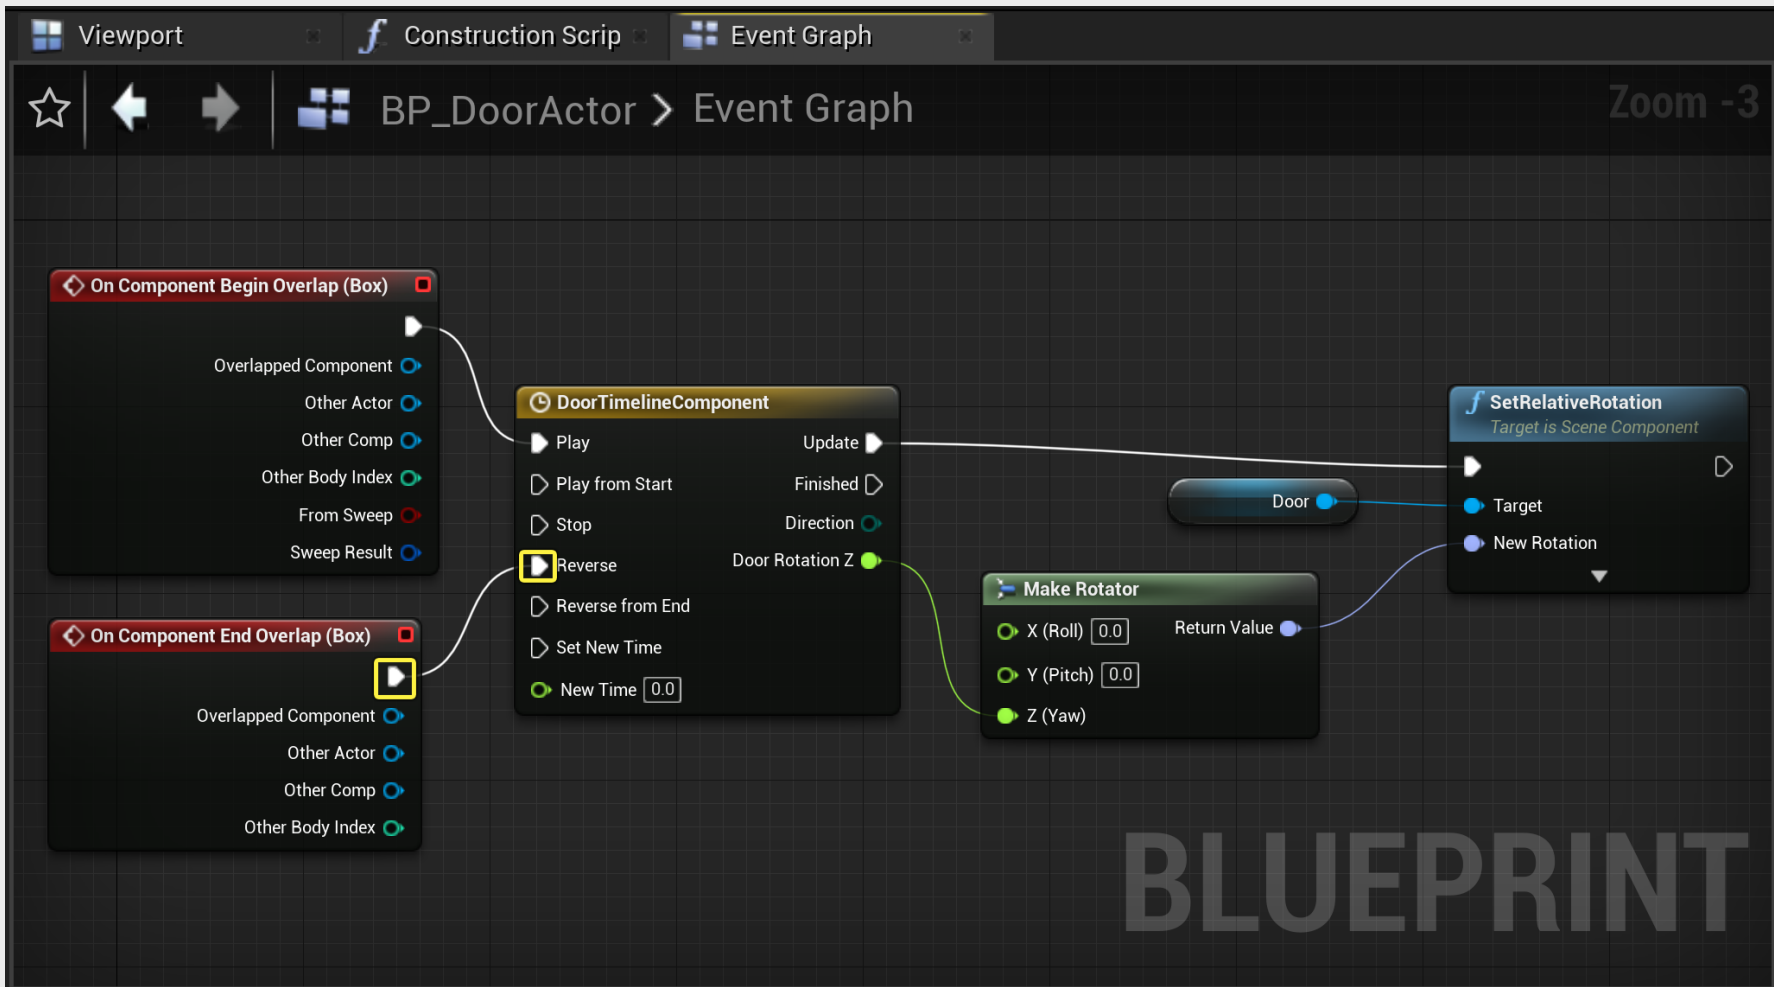 Viewport
Construction Scrip
Event Graph
BP_DoorActor
Event Graph
Zoom -3
On Component Begin Overlap (Box)
Overlapped Component
Other Actor
Other Comp
Other Body Index
From Sweep
Sweep Result
On Component End Overlap (Box)
Overlapped Component
Other Actor
Other Comp
Other Body Index
DoorTimelineComponent
Play
Update
Play from Start
Finished
Stop
Direction
Reverse
Door Rotation Z
Reverse from End
Set New Time
New Time 0.0
Door
Make Rotator
X (Roll) 0.0
Return Value
Y (Pitch) 0.0
Z (Yaw)
SetRelativeRotation
Target is Scene Component
Target
New Rotation
BLUEPRINT